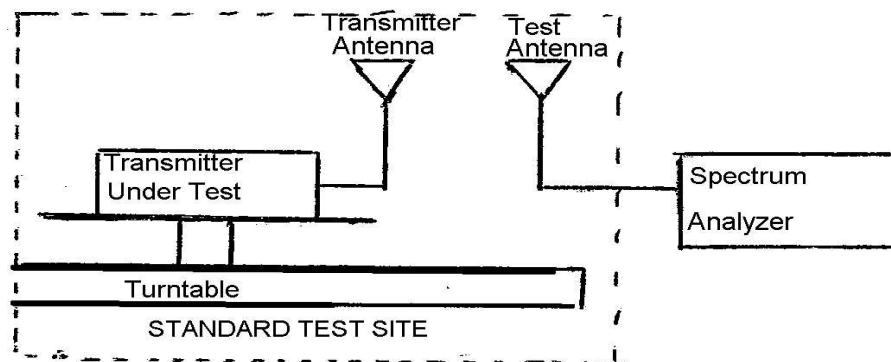 Transmitter
Antenna
Test
Antenna
Transmitter
Under Test
Spectrum
Analyzer
Turntable
STANDARD TEST SITE